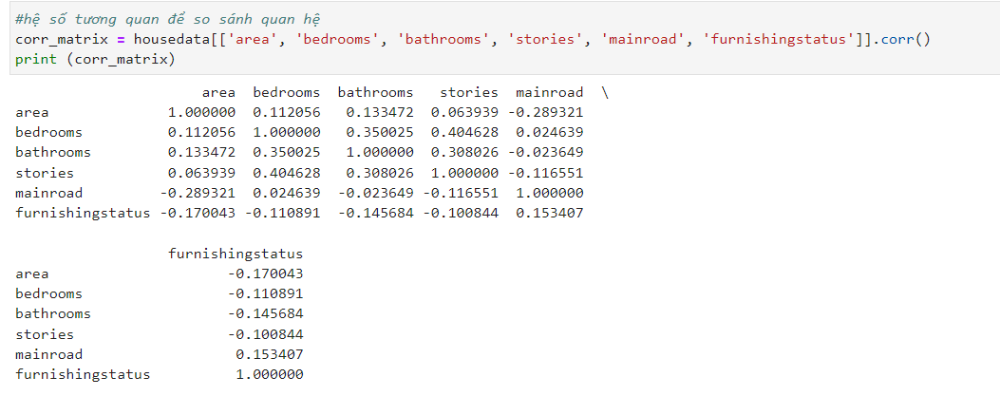 #hệ số tương quan để so sánh quan hệ
corr_matrix = housedata[['area', 'bedrooms', 'bathrooms', 'stories', 'mainroad', 'furnishingstatus']].corr()
print (corr_matrix)
area bedrooms bathrooms stories mainroad \
area 1.000000 0.112056 0.133472 0.063939 -0.289321
bedrooms 0.112056 1.000000 0.350025 0.404628 0.024639
bathrooms 0.133472 0.350025 1.000000 0.308026 -0.023649
stories 0.063939 0.404628 0.308026 1.000000 -0.116551
mainroad -0.289321 0.024639 -0.023649 -0.116551 1.000000
furnishingstatus -0.170043 -0.110891 -0.145684 -0.100844 0.153407
furnishingstatus
area -0.170043
bedrooms -0.110891
bathrooms -0.145684
stories -0.100844
mainroad 0.153407
furnishingstatus 1.000000